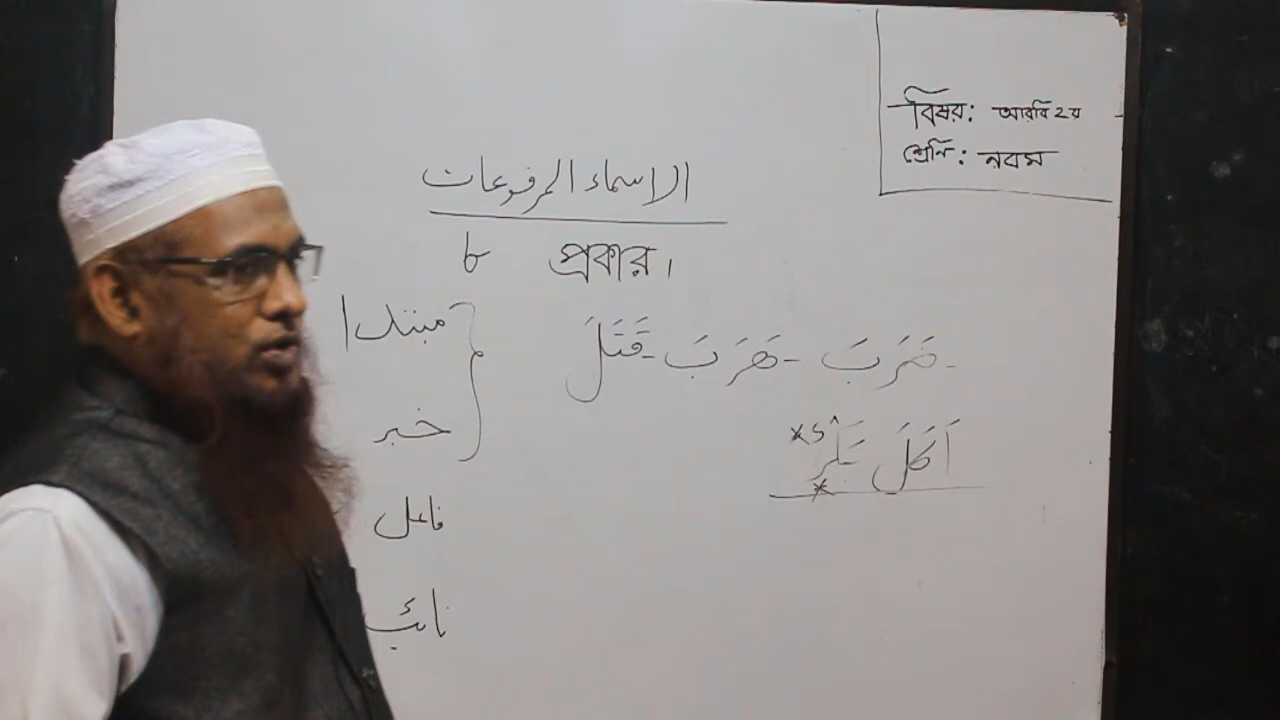 বিষয়: আরবি ২য়
শ্রেণি: নবম
الاسماء المرفوعات
৮ প্রকার।
ضَرَبَ - هَرَبَ - قَتَلَ
اَكَلَ
مبتدا
خبر
فاعل
نائب